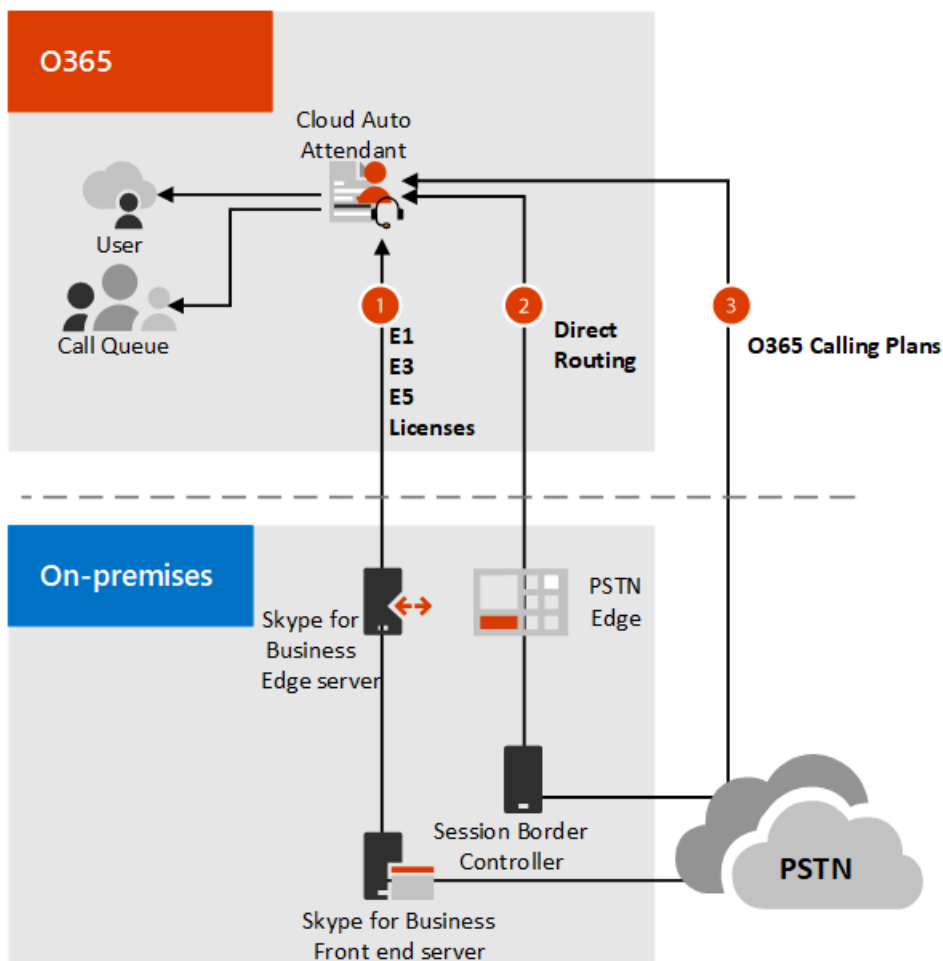 O365
Cloud Auto
Attendant
User
Call Queue
1
E1
E3
E5
Licenses
2
Direct
Routing
3
O365 Calling Plans
On-premises
Skype for
Business
Edge server
PSTN
Edge
Session Border
Controller
Skype for Business
Front end server
PSTN